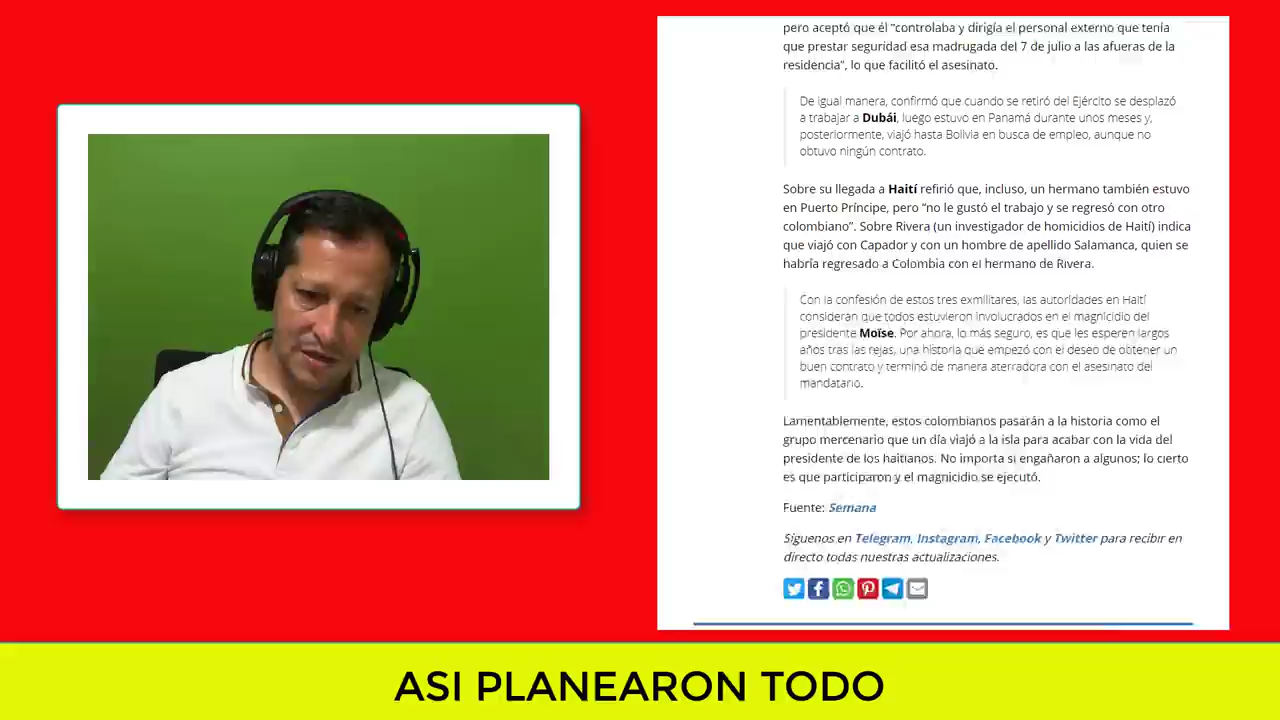 pero aceptó que él "controlaba y dirigía el personal externo que tenía
que prestar seguridad esa madrugada del 7 de julio a las afueras de la
residencia", lo que facilitó el asesinato.
De igual manera, confirmó que cuando se retiró del Ejército se desplazó
a trabajar a Dubái, luego estuvo en Panamá durante unos meses y,
posteriormente, viajó hasta Bolivia en busca de empleo, aunque no
obtuvo ningún contrato.
Sobre su llegada a Haití refirió que, incluso, un hermano también estuvo
en Puerto Príncipe, pero "no le gustó el trabajo y se regresó con otro
colombiano". Sobre Rivera (un investigador de homicidios de Haití) indica
que viajó con Capador y con un hombre de apellido Salamanca, quien se
habría regresado a Colombia con el hermano de Rivera.
Con la confesión de estos tres exmilitares, las autoridades en Haití
consideran que todos estuvieron involucrados en el magnicidio del
presidente Moïse. Por ahora, lo más seguro, es que les esperen largos
años tras las rejas, una historia que empezó con el deseo de obtener un
buen contrato y terminó de manera aterradora con el asesinato del
mandatario.
Lamentablemente, estos colombianos pasarán a la historia como el
grupo mercenario que un día viajó a la isla para acabar con la vida del
presidente de los haitianos. No importa si engañaron a algunos; lo cierto
es que participaron y el magnicidio se ejecutó.
Fuente: Semana
Síguenos en Telegram, Instagram, Facebook y Twitter para recibir en
directo todas nuestras actualizaciones.
ASI PLANEARON TODO